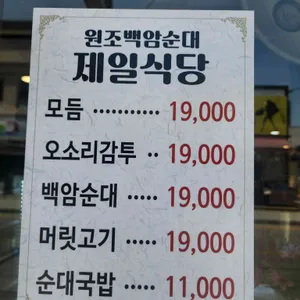 원조백암순대
제일식당
모듬 ··········· 19,000
오소리감투 ·· 19,000
백암순대 ····· 19,000
머릿고기 ····· 19,000
순대국밥 ····· 11,000